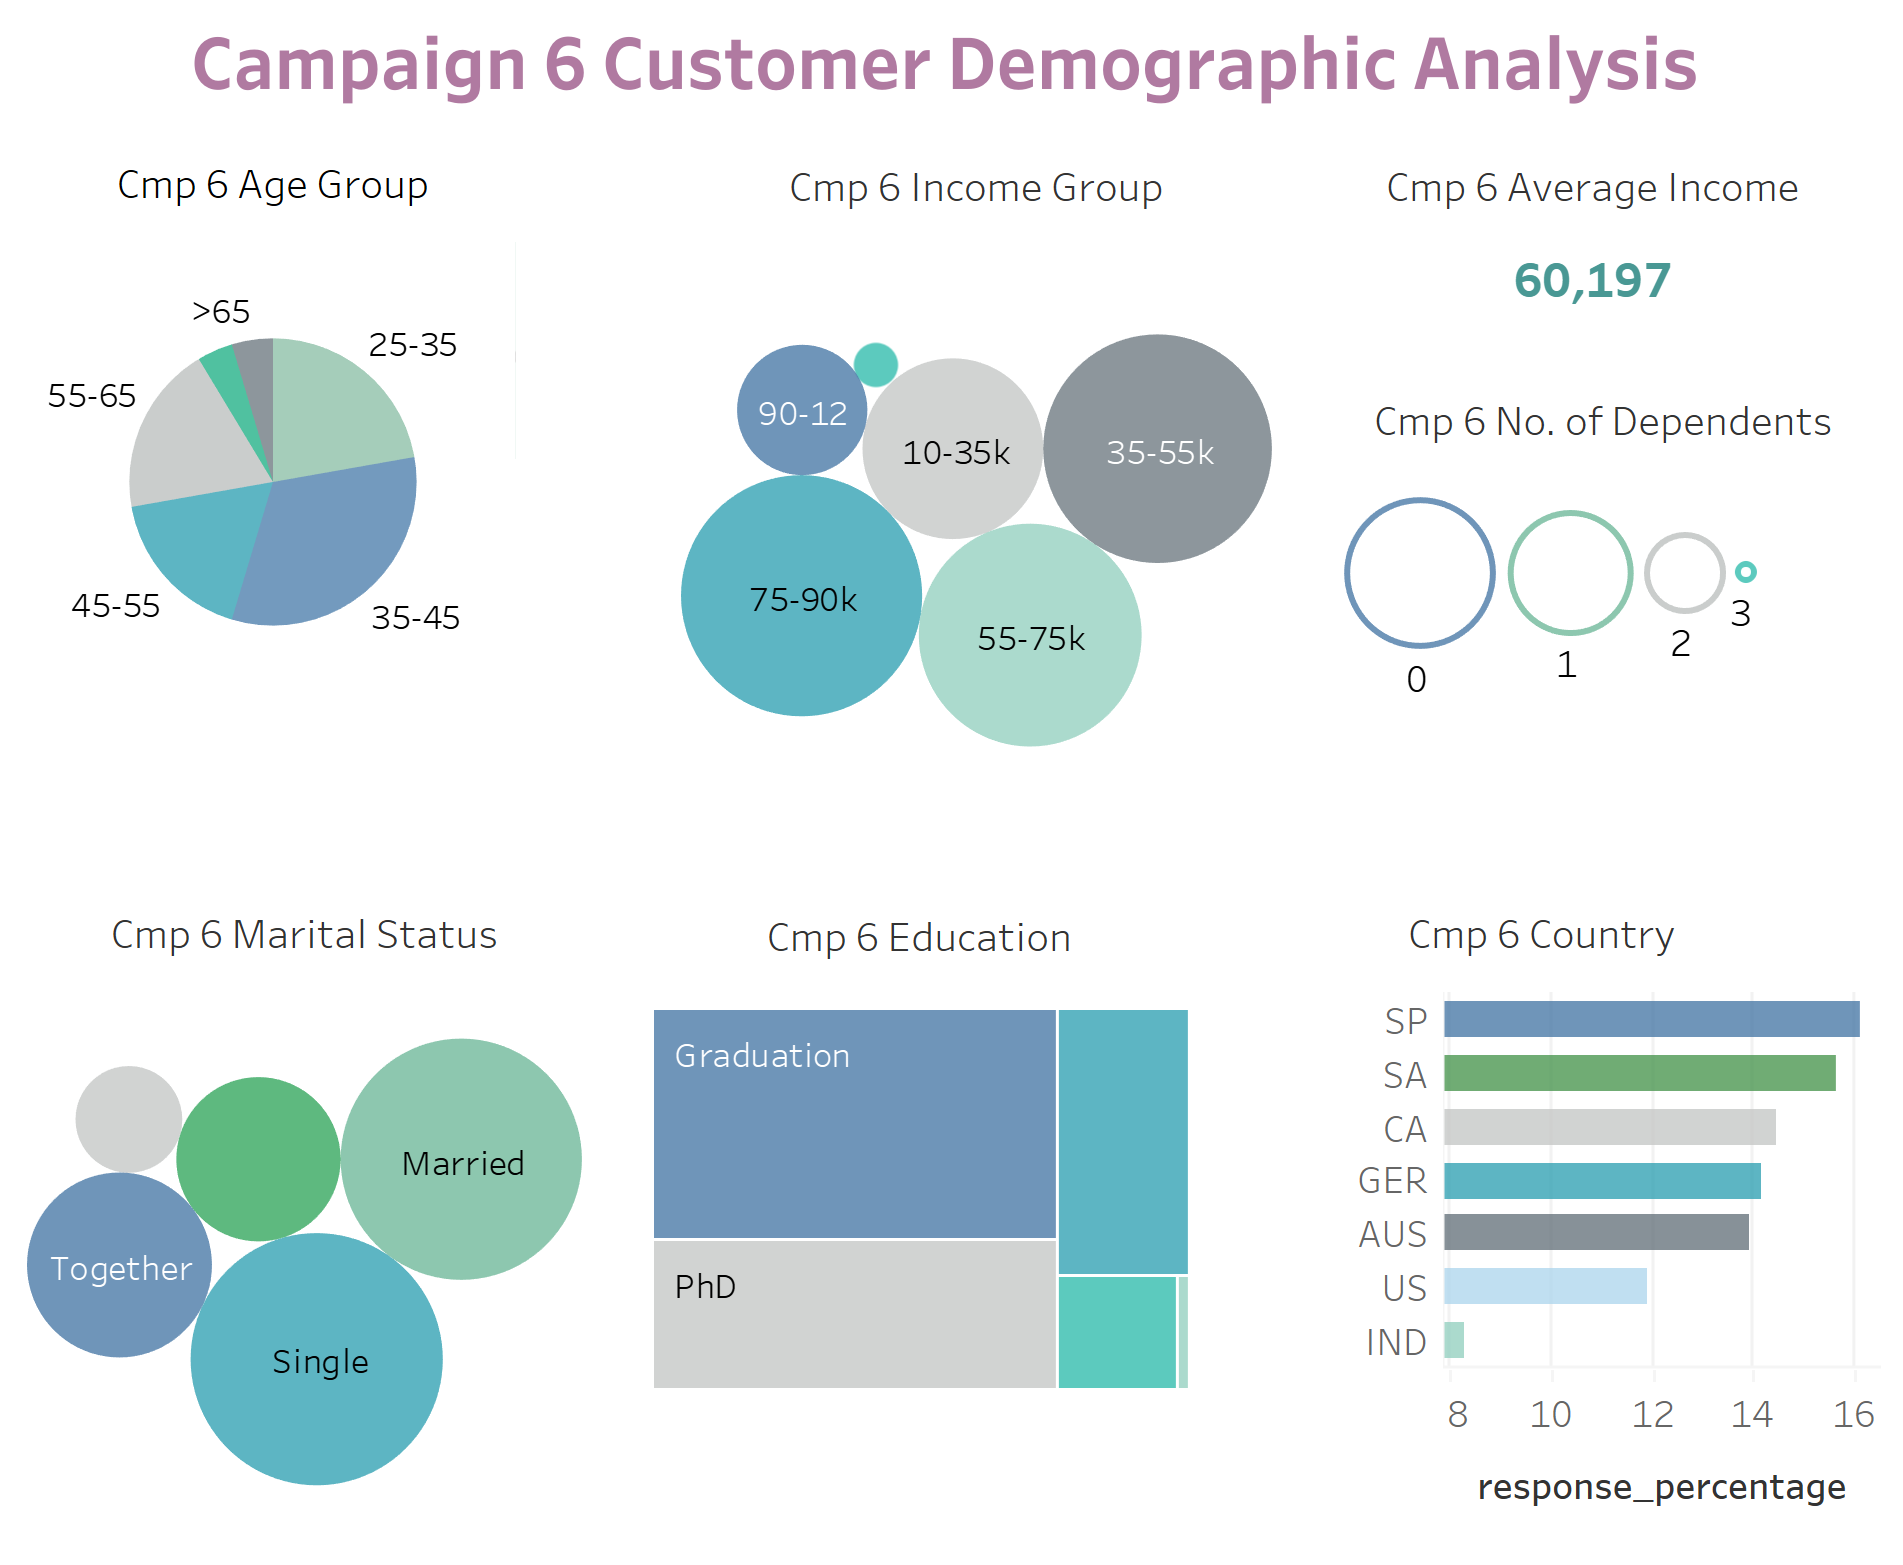 Campaign 6 Customer Demographic Analysis
Cmp 6 Age Group
>65
25-35
55-65
45-55
35-45
Cmp 6 Income Group
90-12
10-35k
35-55k
75-90k
55-75k
Cmp 6 Average Income
60,197
Cmp 6 No. of Dependents
0
1
2
3
Cmp 6 Marital Status
Married
Together
Single
Cmp 6 Education
Graduation
PhD
Cmp 6 Country
SP
SA
CA
GER
AUS
US
IND
8 10 12 14 16
response_percentage